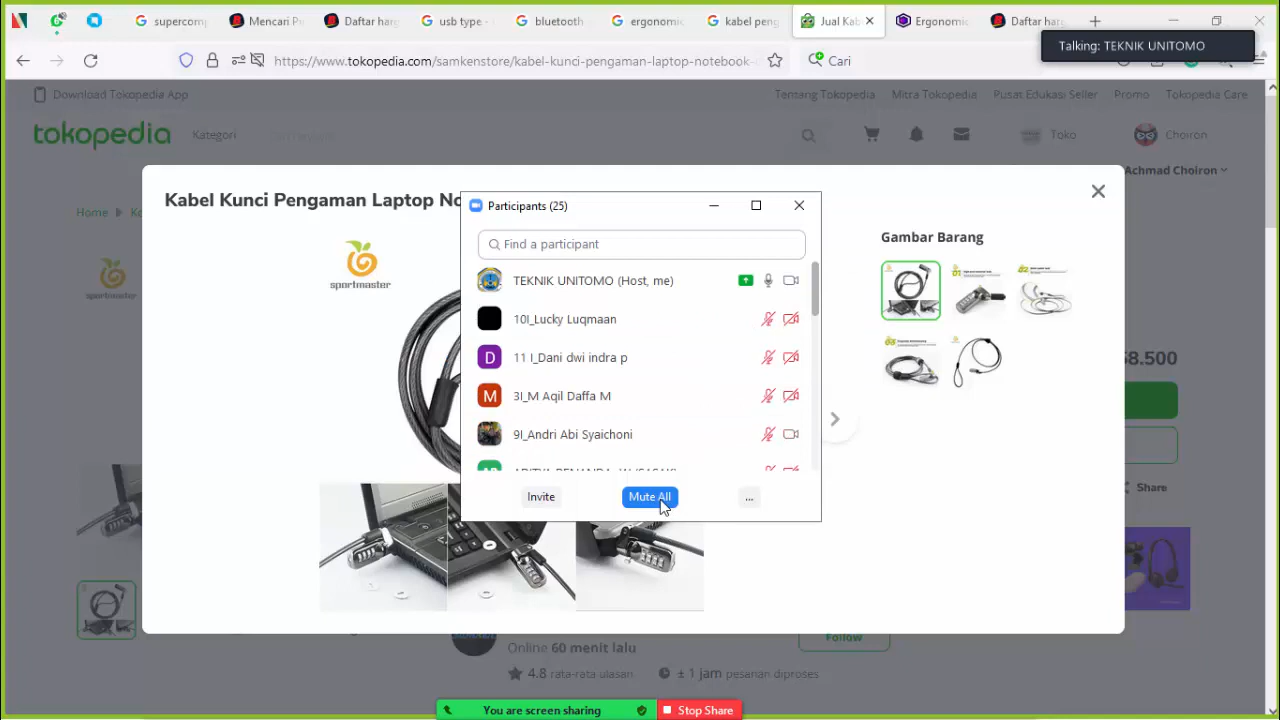 supercomp
Mencari Pe
Daftar harg
usb type -
bluetooth
ergonomic
kabel peng
Jual Kab
Ergonomic
Daftar harg
Talking: TEKNIK UNITOMO
https://www.tokopedia.com/samkenstore/kabel-kunci-pengaman-laptop-notebook-
Cari
Download Tokopedia App
Tentang Tokopedia
Mitra Tokopedia
Pusat Edukasi Seller
Promo
Tokopedia Care
tokopedia
Kategori
Toko
Choiron
Achmad Choiron
Home
Kabel Kunci Pengaman Laptop No
sportmaster
Gambar Barang
Participants (25)
Find a participant
TEKNIK UNITOMO (Host, me)
10I_Lucky Luqmaan
D
11 I_Dani dwi indra p
M
3I_M Aqil Daffa M
9I_Andri Abi Syaichoni
Invite
Mute All
...
58.500
Share
Follow
Online 60 menit lalu
4.8 rata-rata ulasan
± 1 jam pesanan diproses
You are screen sharing
Stop Share